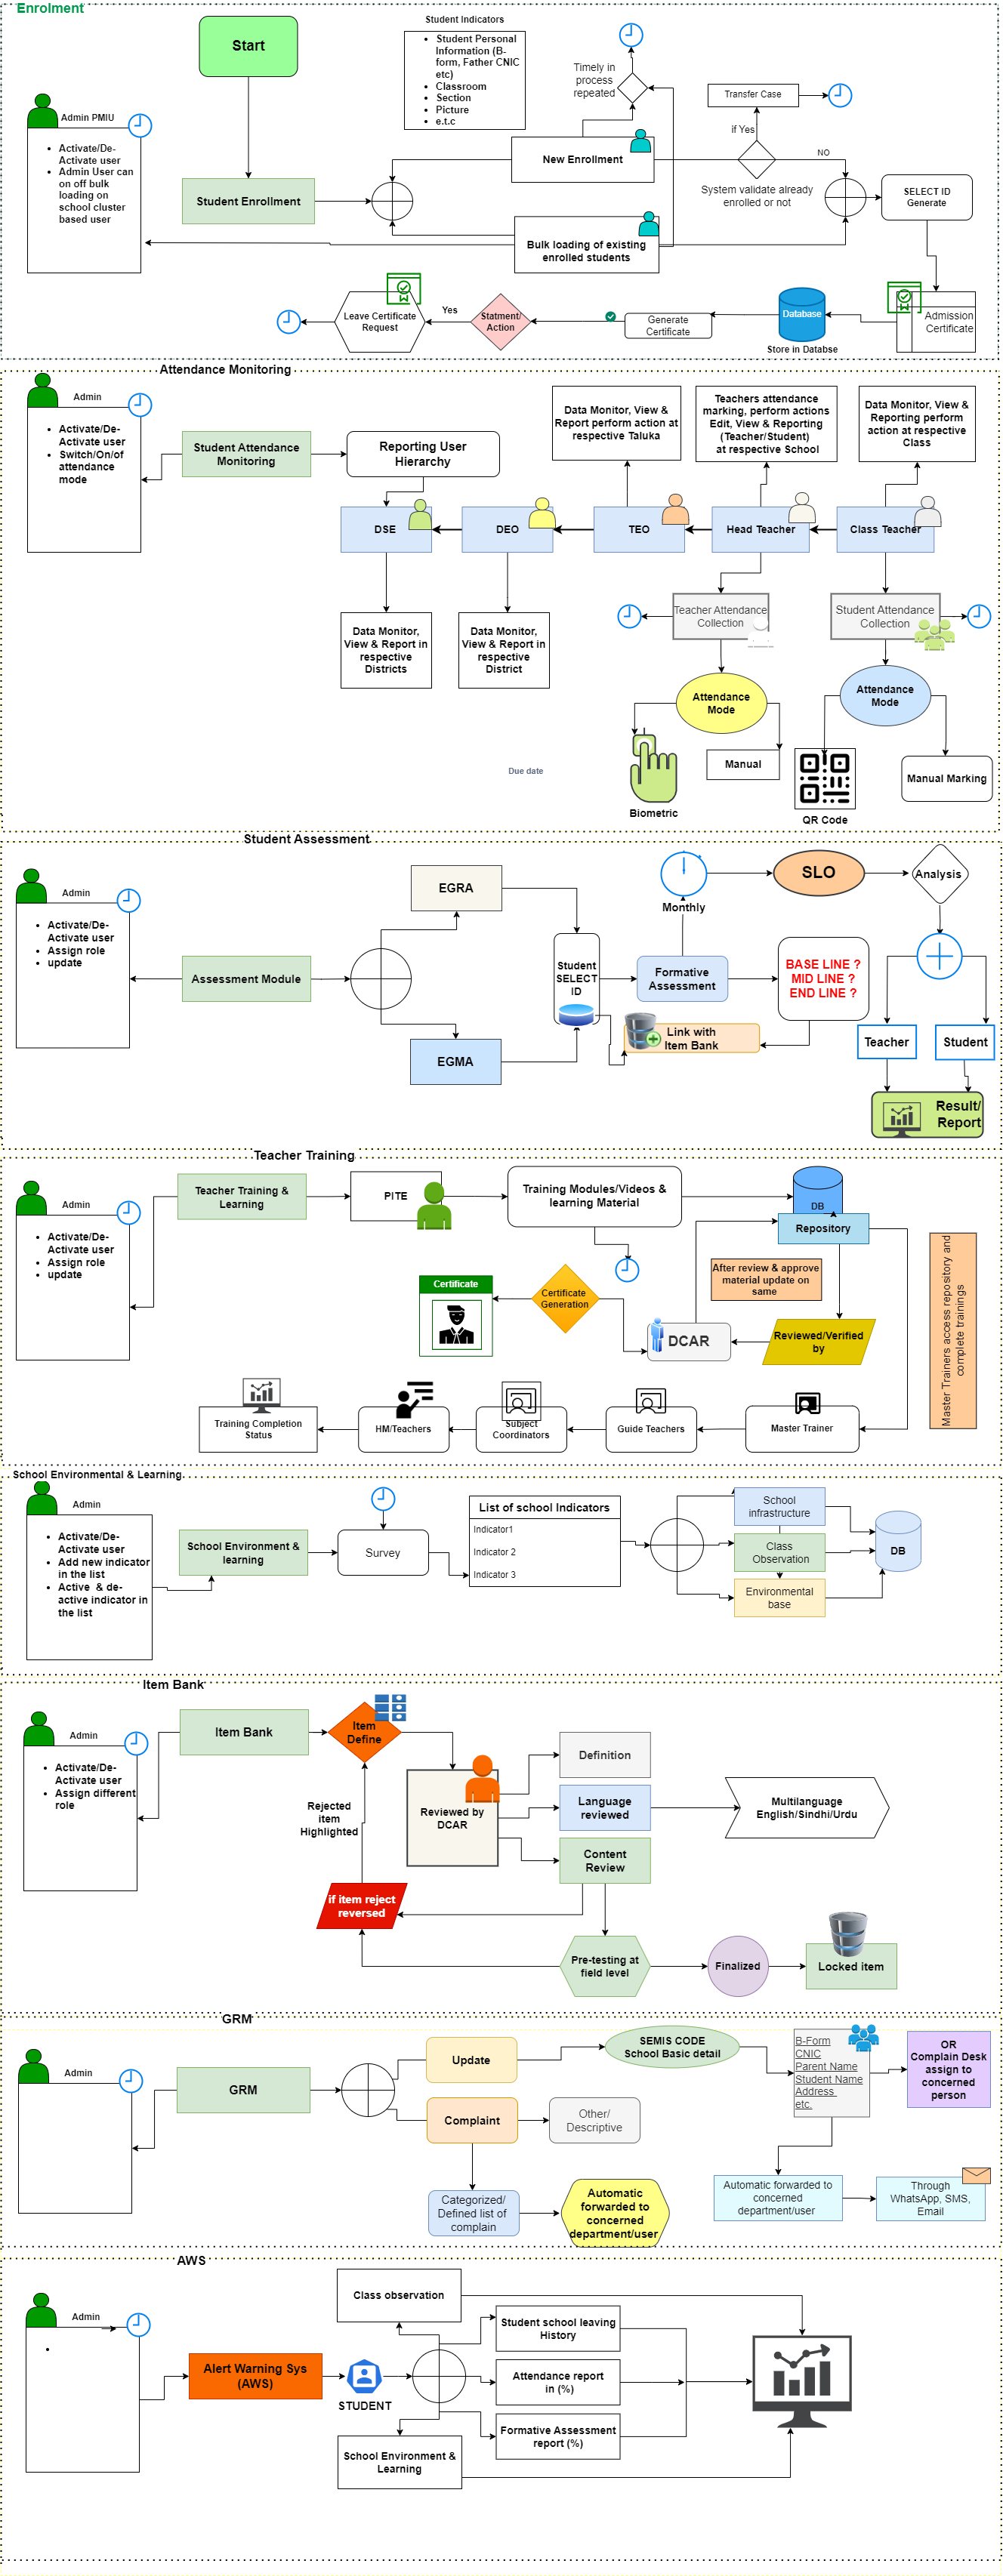 Enrolment
Start
Student Indicators
Student Personal
Information (B-
form, Father CNIC
etc)
Classroom
Section
Picture
e.t.c
Timely in
process
repeated
Transfer Case
if Yes
Admin PMIU
Activate/De-
Activate user
Admin User can
on off bulk
loading on
school cluster
based user
Student Enrollment
New Enrollment
NO
System validate already
enrolled or not
SELECT ID
Generate
Bulk loading of existing
enrolled students
Leave Certificate
Request
Yes
Statment/
Action
Generate
Certificate
Database
Store in Databse
Admission
Certificate
Attendance Monitoring
Admin
Activate/De-
Activate user
Switch/On/of
attendance
mode
Student Attendance
Monitoring
Reporting User
Hierarchy
Data Monitor, View &
Report perform action at
respective Taluka
Teachers attendance
marking, perform actions
Edit, View & Reporting
(Teacher/Student)
at respective School
Data Monitor, View &
Reporting perform
action at respective
Class
DSE
DEO
TEO
Head Teacher
Class Teacher
Teacher Attendance
Collection
Student Attendance
Collection
Data Monitor,
View & Report in
respective
Districts
Data Monitor,
View & Report in
respective
District
Attendance
Mode
Attendance
Mode
Due date
Biometric
Manual
QR Code
Manual Marking
Student Assessment
Admin
Activate/De-
Activate user
Assign role
update
Assessment Module
EGRA
EGMA
Student
SELECT
ID
Monthly
SLO
Analysis
Formative
Assessment
BASE LINE ?
MID LINE ?
END LINE ?
Link with
Item Bank
Teacher
Student
Result/
Report
Teacher Training
Admin
Activate/De-
Activate user
Assign role
update
Teacher Training &
Learning
PITE
Training Modules/Videos &
learning Material
DB
Repository
After review & approve
material update on
same
Certificate
Certificate
Generation
DCAR
Reviewed/Verified
by
Master Trainers access repository and
complete trainings
Training Completion
Status
HM/Teachers
Subject
Coordinators
Guide Teachers
Master Trainer
School Environmental & Learning
Admin
Activate/De-
Activate user
Add new indicator
in the list
Active & de-
active indicator in
the list
School Environment &
learning
Survey
List of school Indicators
Indicator1
Indicator 2
Indicator 3
School
infrastructure
Class
Observation
Environmental
base
DB
Item Bank
Admin
Activate/De-
Activate user
Assign different
role
Item Bank
Item
Define
Rejected
item
Highlighted
Reviewed by
DCAR
Definition
Language
reviewed
Content
Review
Multilanguage
English/Sindhi/Urdu
if item reject
reversed
Pre-testing at
field level
Finalized
Locked item
GRM
Admin
GRM
Update
Complaint
SEMIS CODE
School Basic detail
Other/
Descriptive
B-Form
CNIC
Parent Name
Student Name
Address
etc.
OR
Complain Desk
assign to
concerned
person
Categorized/
Defined list of
complain
Automatic
forwarded to
concerned
department/user
Automatic forwarded to
concerned
department/user
Through
WhatsApp, SMS,
Email
AWS
Admin
Alert Warning Sys
(AWS)
STUDENT
Class observation
Student school leaving
History
Attendance report
in (%)
Formative Assessment
report (%)
School Environment &
Learning